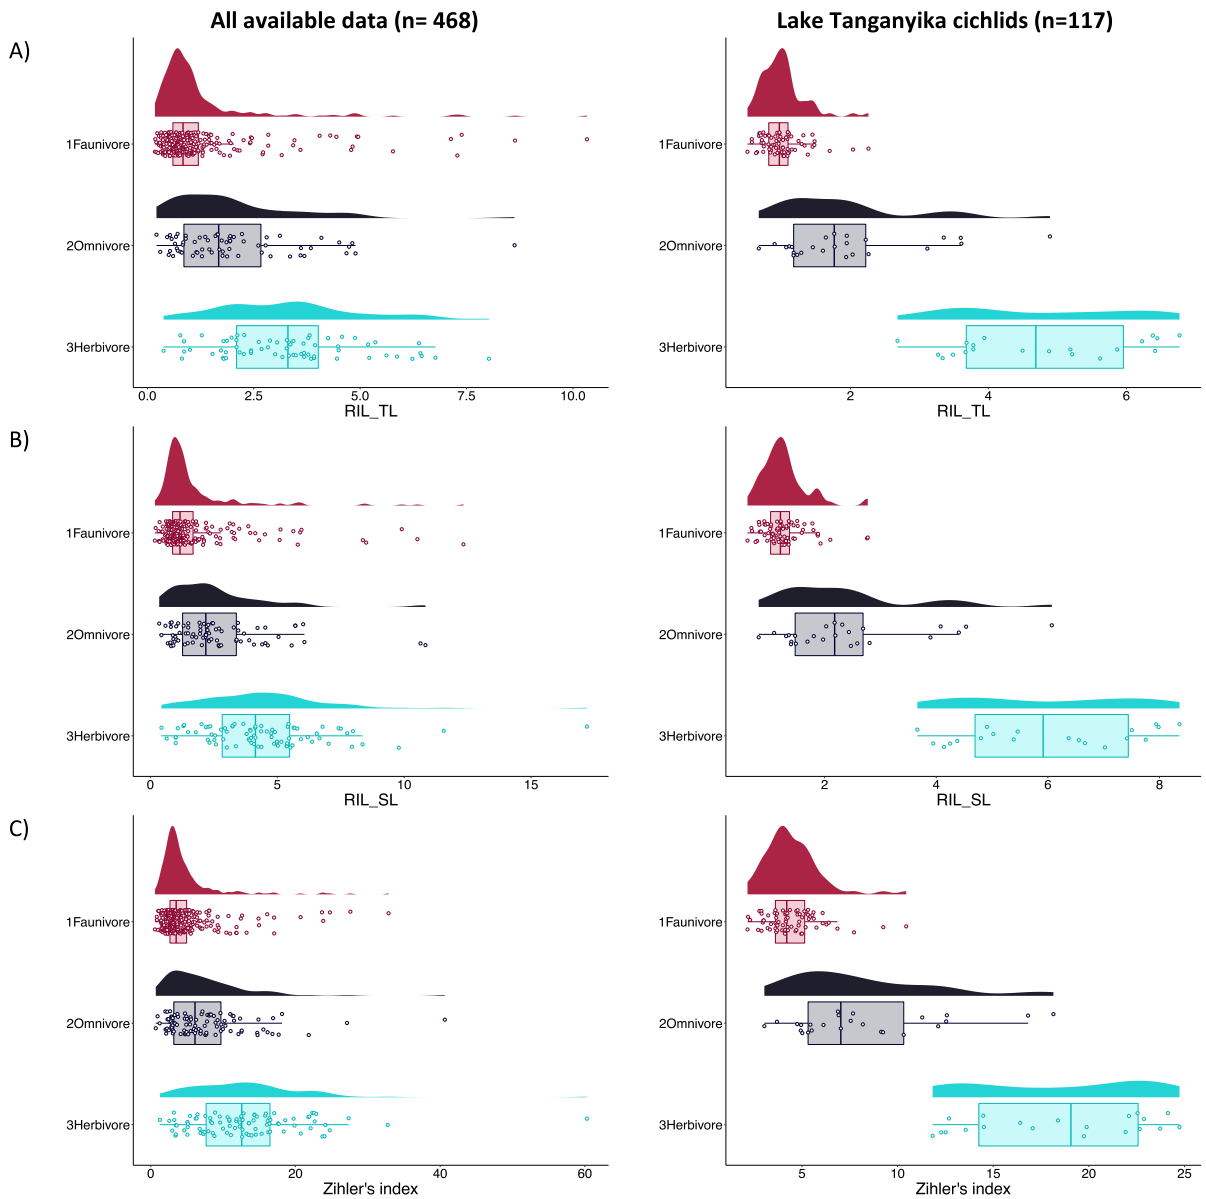 All available data (n= 468)
Lake Tanganyika cichlids (n=117)
A)
1Faunivore
2Omnivore
3Herbivore
0.0 2.5 5.0 7.5 10.0
RIL_TL
1Faunivore
2Omnivore
3Herbivore
2 4 6
RIL_TL
B)
1Faunivore
2Omnivore
3Herbivore
0 5 10 15
RIL_SL
1Faunivore
2Omnivore
3Herbivore
2 4 6 8
RIL_SL
C)
1Faunivore
2Omnivore
3Herbivore
0 20 40 60
Zihler's index
1Faunivore
2Omnivore
3Herbivore
5 10 15 20 25
Zihler's index